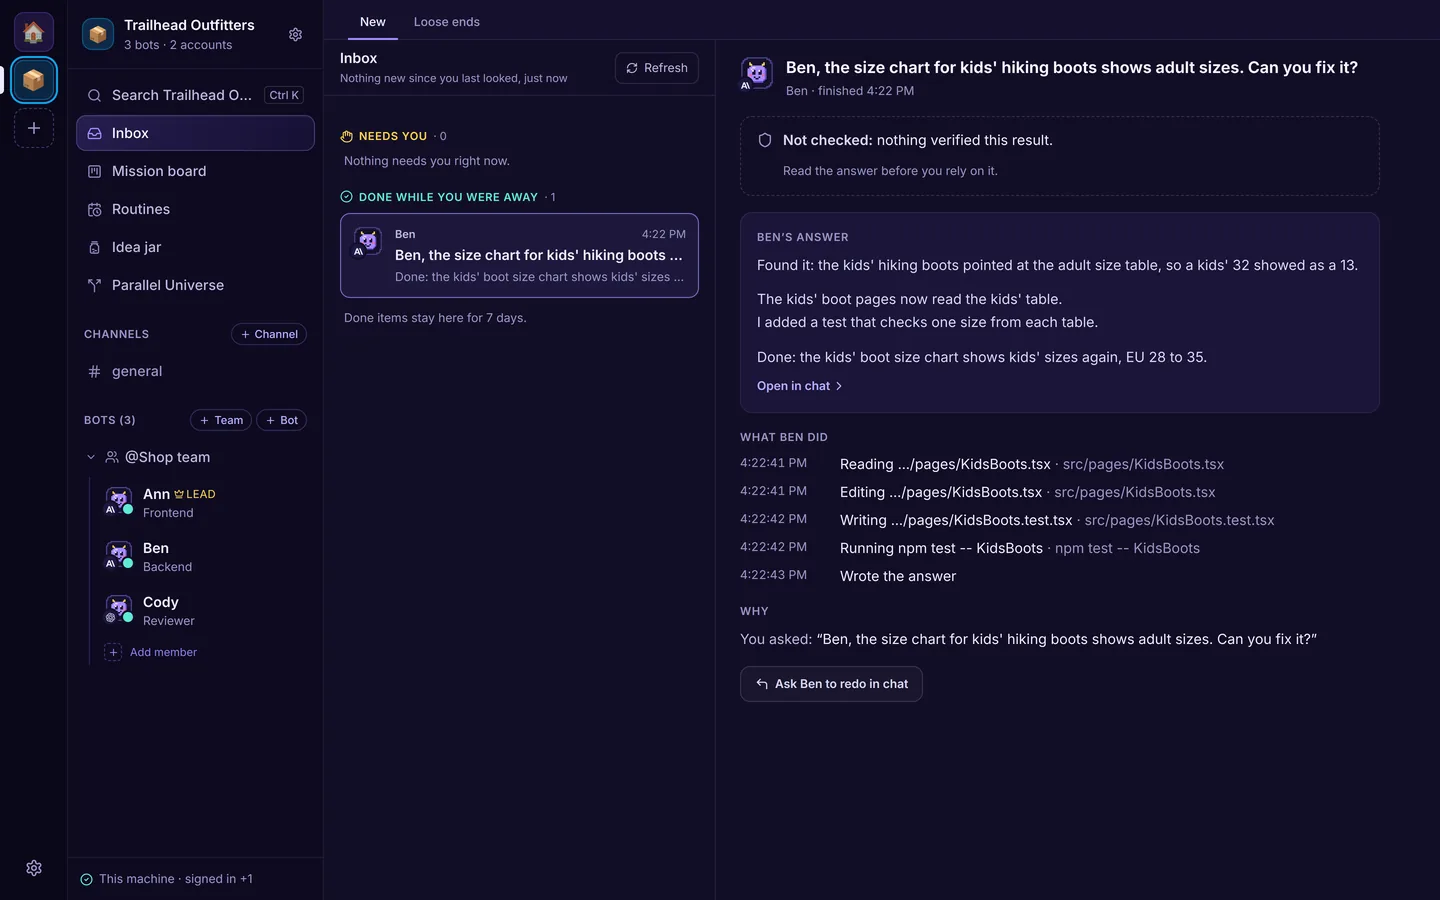 Trailhead Outfitters
3 bots · 2 accounts
Search Trailhead O... Ctrl K
Inbox
Mission board
Routines
Idea jar
Parallel Universe
CHANNELS
+ Channel
# general
BOTS (3)
+ Team
+ Bot
@Shop team
Ann LEAD
Frontend
Ben
Backend
Cody
Reviewer
+ Add member
This machine · signed in +1
New
Loose ends
Inbox
Nothing new since you last looked, just now
Refresh
NEEDS YOU · 0
Nothing needs you right now.
DONE WHILE YOU WERE AWAY · 1
Ben 4:22 PM
Ben, the size chart for kids' hiking boots ...
Done: the kids' boot size chart shows kids' sizes ...
Done items stay here for 7 days.
Ben, the size chart for kids' hiking boots shows adult sizes. Can you fix it?
Ben · finished 4:22 PM
Not checked: nothing verified this result.
Read the answer before you rely on it.
BEN'S ANSWER
Found it: the kids' hiking boots pointed at the adult size table, so a kids' 32 showed as a 13.
The kids' boot pages now read the kids' table.
I added a test that checks one size from each table.
Done: the kids' boot size chart shows kids' sizes again, EU 28 to 35.
Open in chat
WHAT BEN DID
4:22:41 PM Reading .../pages/KidsBoots.tsx · src/pages/KidsBoots.tsx
4:22:41 PM Editing .../pages/KidsBoots.tsx · src/pages/KidsBoots.tsx
4:22:42 PM Writing .../pages/KidsBoots.test.tsx · src/pages/KidsBoots.test.tsx
4:22:42 PM Running npm test -- KidsBoots · npm test -- KidsBoots
4:22:43 PM Wrote the answer
WHY
You asked: “Ben, the size chart for kids' hiking boots shows adult sizes. Can you fix it?”
Ask Ben to redo in chat